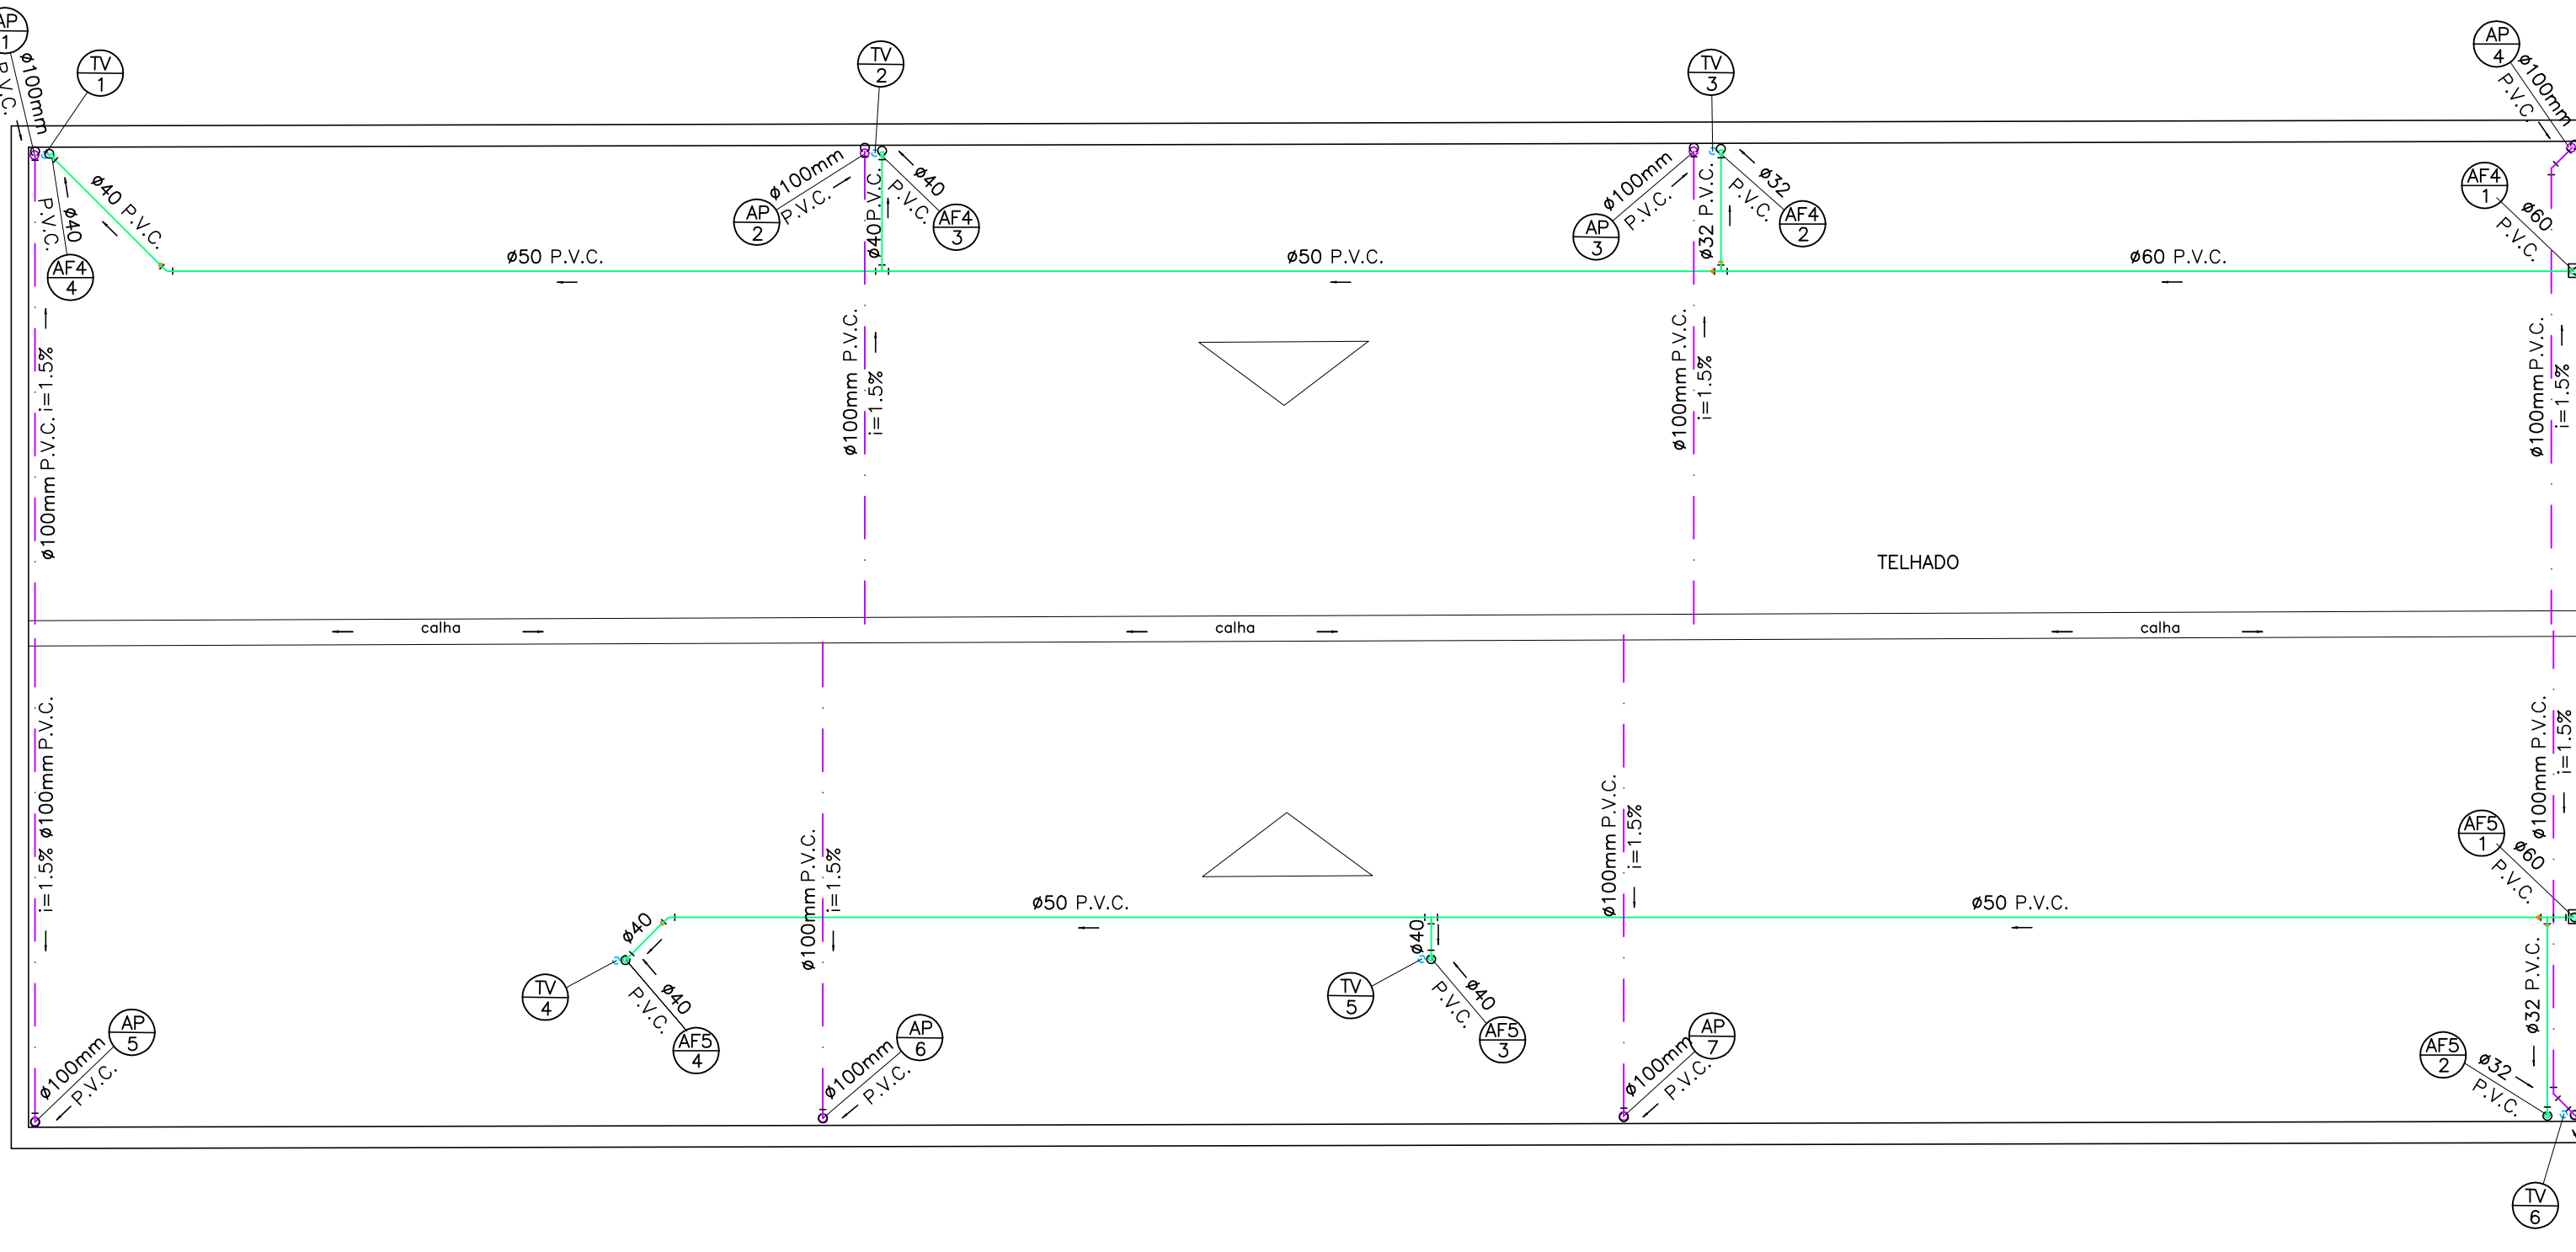 AP
1
ø100mm
P.V.C.
TV
1
TV
2
TV
3
AP
4
ø100mm
P.V.C.
ø40 P.V.C.
ø40
P.V.C.
AF4
4
ø50 P.V.C.
ø100mm
P.V.C.
AP
2
ø40P.V.C.
ø40
P.V.C.
AF4
3
ø50 P.V.C.
ø100mm
P.V.C.
AP
3
ø32 P.V.C.
ø32
P.V.C.
AF4
2
ø60 P.V.C.
AF4
1
ø60
P.V.C.
ø100mm P.V.C. i=1.5%
ø100mm P.V.C.
i=1.5%
ø100mm P.V.C.
i=1.5%
ø100mm P.V.C.
i=1.5%
TELHADO
calha
calha
calha
i=1.5% ø100mm P.V.C.
ø100mm P.V.C.
i=1.5%
ø100mm P.V.C.
i=1.5%
ø100mm P.V.C.
i=1.5%
ø50 P.V.C.
ø50 P.V.C.
AF5
1
ø60
P.V.C.
ø40
TV
4
ø40
P.V.C.
AF5
4
ø40
TV
5
ø40
P.V.C.
AF5
3
ø32 P.V.C.
AF5
2
ø32
P.V.C.
AP
5
ø100mm
P.V.C.
AP
6
ø100mm
P.V.C.
AP
7
ø100mm
P.V.C.
TV
6